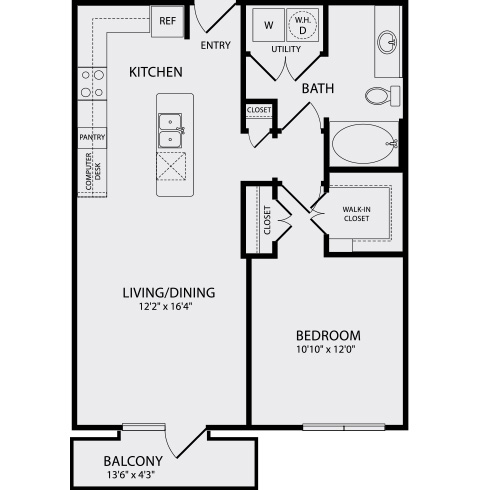 REF
ENTRY
KITCHEN
W
W.H.
D
UTILITY
BATH
CLOSET
PANTRY
COMPUTER
DESK
CLOSET
WALK-IN
CLOSET
LIVING/DINING
12'2" x 16'4"
BEDROOM
10'10" x 12'0"
BALCONY
13'6" x 4'3"